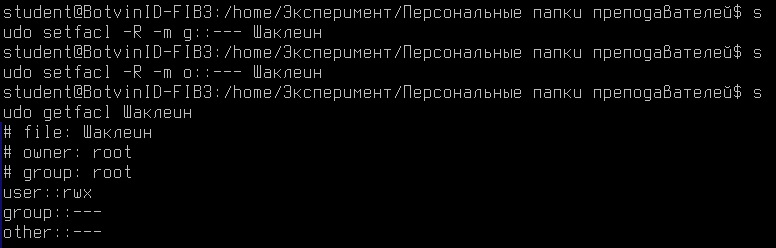 student@BotvinID-FIB3:/home/Эксперимент/Персональные папки преподавателей$ s
udo setfacl -R -m g::--- Шаклеин
student@BotvinID-FIB3:/home/Эксперимент/Персональные папки преподавателей$ s
udo setfacl -R -m o::--- Шаклеин
student@BotvinID-FIB3:/home/Эксперимент/Персональные папки преподавателей$ s
udo getfacl Шаклеин
# file: Шаклеин
# owner: root
# group: root
user::rwx
group::---
other::---